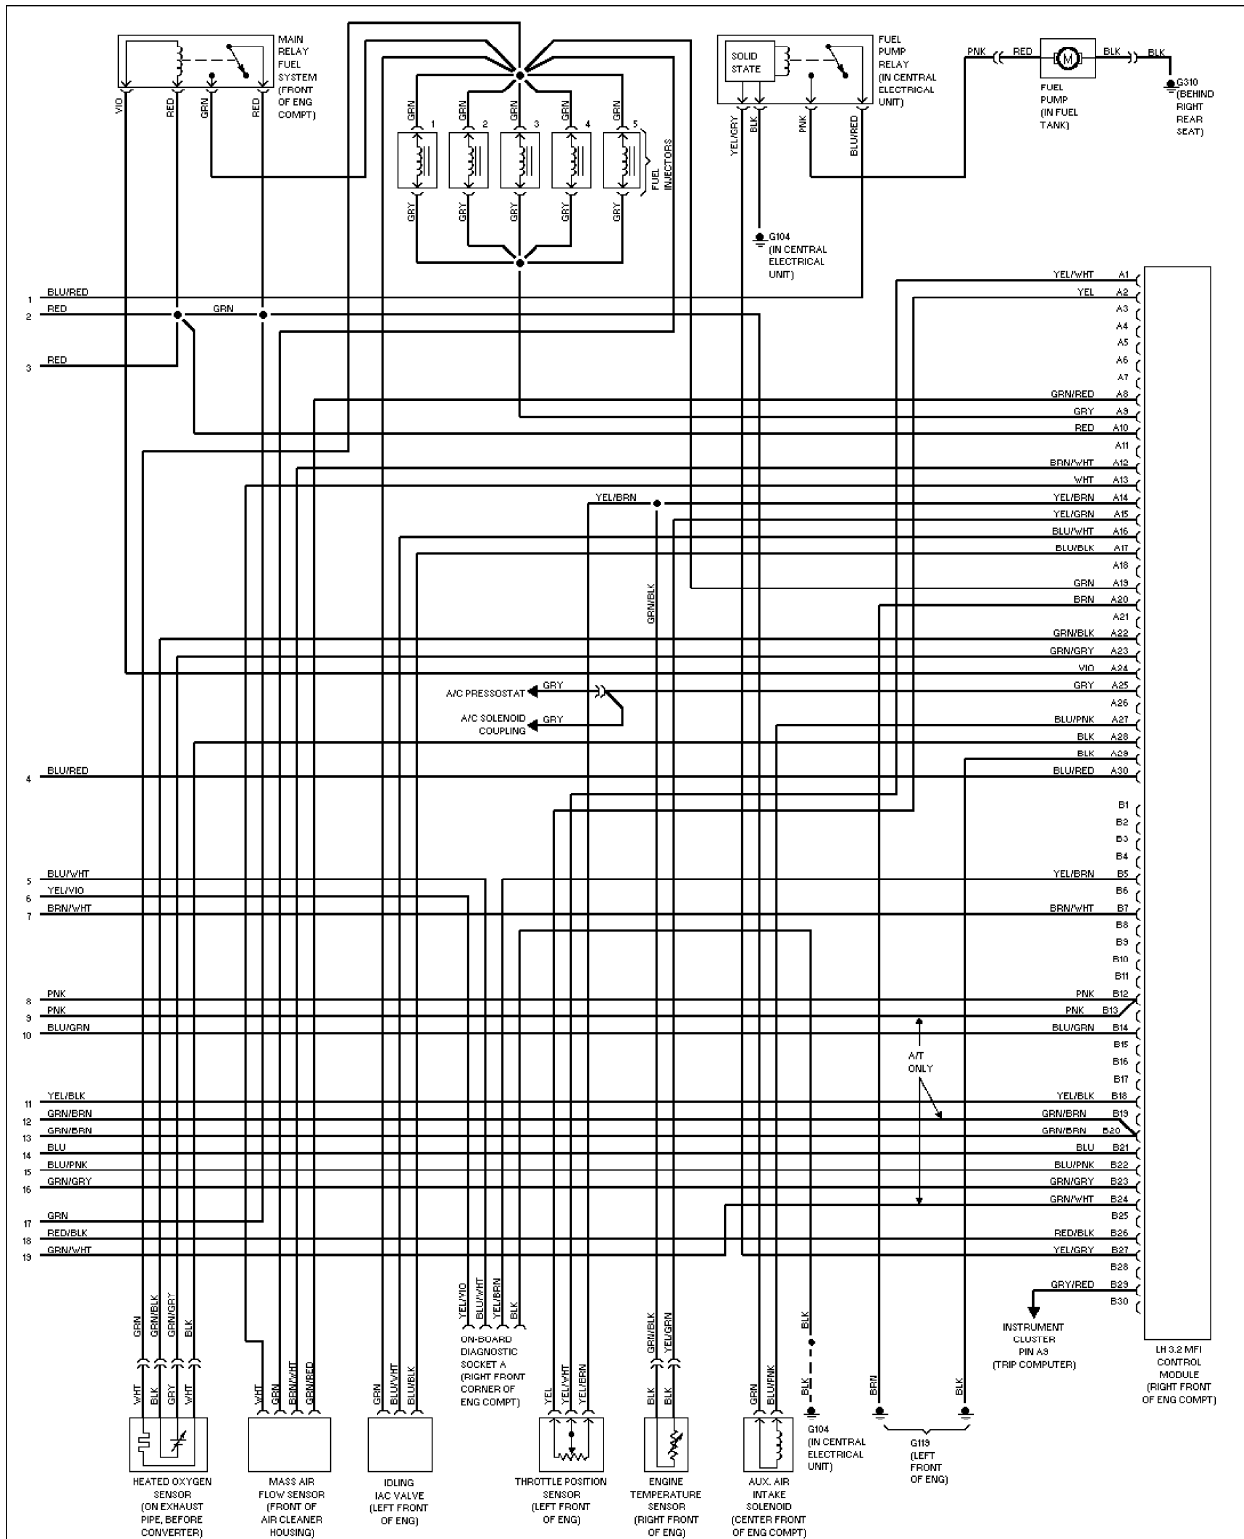 MAIN
RELAY
FUEL
SYSTEM
(FRONT
OF ENG
COMPT)
VIO
RED
GRN
RED
GRN
GRN
GRN
GRN
GRN
1
2
3
4
5
GRY
GRY
GRY
GRY
GRY
FUEL
INJECTORS
SOLID
STATE
FUEL
PUMP
RELAY
(IN CENTRAL
ELECTRICAL
UNIT)
YEL/GRY
BLK
PNK
BLU/RED
PNK
RED
M
BLK
BLK
FUEL
PUMP
(IN FUEL
TANK)
G310
(BEHIND
RIGHT
REAR
SEAT)
G104
(IN CENTRAL
ELECTRICAL
UNIT)
1 BLU/RED
2 RED
GRN
3 RED
4 BLU/RED
5 BLU/WHT
6 YEL/VIO
7 BRN/WHT
8 PNK
9 PNK
10 BLU/GRN
11 YEL/BLK
12 GRN/BRN
13 GRN/BRN
14 BLU
15 BLU/PNK
16 GRN/GRY
17 GRN
18 RED/BLK
19 GRN/WHT
YEL/BRN
GRN/BLK
A/C PRESSOSTAT
GRY
A/C SOLENOID
COUPLING
GRY
YEL/WHT A1
YEL A2
A3
A4
A5
A6
A7
GRN/RED A8
GRY A9
RED A10
A11
BRN/WHT A12
WHT A13
YEL/BRN A14
YEL/GRN A15
BLU/WHT A16
BLU/BLK A17
A18
GRN A19
BRN A20
A21
GRN/BLK A22
GRN/GRY A23
VIO A24
GRY A25
A26
BLU/PNK A27
BLK A28
BLK A29
BLU/RED A30
B1
B2
B3
B4
YEL/BRN B5
B6
BRN/WHT B7
B8
B9
B10
B11
PNK B12
PNK B13
BLU/GRN B14
B15
B16
B17
YEL/BLK B18
GRN/BRN B19
GRN/BRN B20
BLU B21
BLU/PNK B22
GRN/GRY B23
GRN/WHT B24
B25
RED/BLK B26
YEL/GRY B27
B28
GRY/RED B29
B30
A/T
ONLY
INSTRUMENT
CLUSTER
PIN A9
(TRIP COMPUTER)
LH 3.2 MFI
CONTROL
MODULE
(RIGHT FRONT
OF ENG COMPT)
GRN
GRN/BLK
GRN/GRY
BLK
WHT
BLK
GRY
WHT
HEATED OXYGEN
SENSOR
(ON EXHAUST
PIPE, BEFORE
CONVERTER)
WHT
GRN
BRN/WHT
GRN/RED
MASS AIR
FLOW SENSOR
(FRONT OF
AIR CLEANER
HOUSING)
GRN
BLU/WHT
BLU/BLK
IDLING
IAC VALVE
(LEFT FRONT
OF ENG)
YEL/VIO
BLU/WHT
YEL/BRN
BLK
ON-BOARD
DIAGNOSTIC
SOCKET A
(RIGHT FRONT
CORNER OF
ENG COMPT)
YEL
YEL/WHT
YEL/BRN
THROTTLE POSITION
SENSOR
(LEFT FRONT
OF ENG)
GRN/BLK
YEL/GRN
BLK
BLK
ENGINE
TEMPERATURE
SENSOR
(RIGHT FRONT
OF ENG)
GRN
BLU/PNK
AUX. AIR
INTAKE
SOLENOID
(CENTER FRONT
OF ENG COMPT)
BLK
BLK
G104
(IN CENTRAL
ELECTRICAL
UNIT)
BRN
BLK
G119
(LEFT
FRONT
OF ENG)